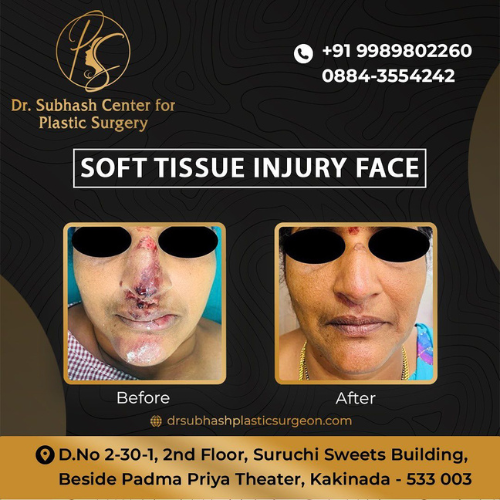 PS
Dr. Subhash Center for
Plastic Surgery
+91 9989802260
0884-3554242
SOFT TISSUE INJURY FACE
Before
After
drsubhashplasticsurgeon.com
D.No 2-30-1, 2nd Floor, Suruchi Sweets Building,
Beside Padma Priya Theater, Kakinada - 533 003